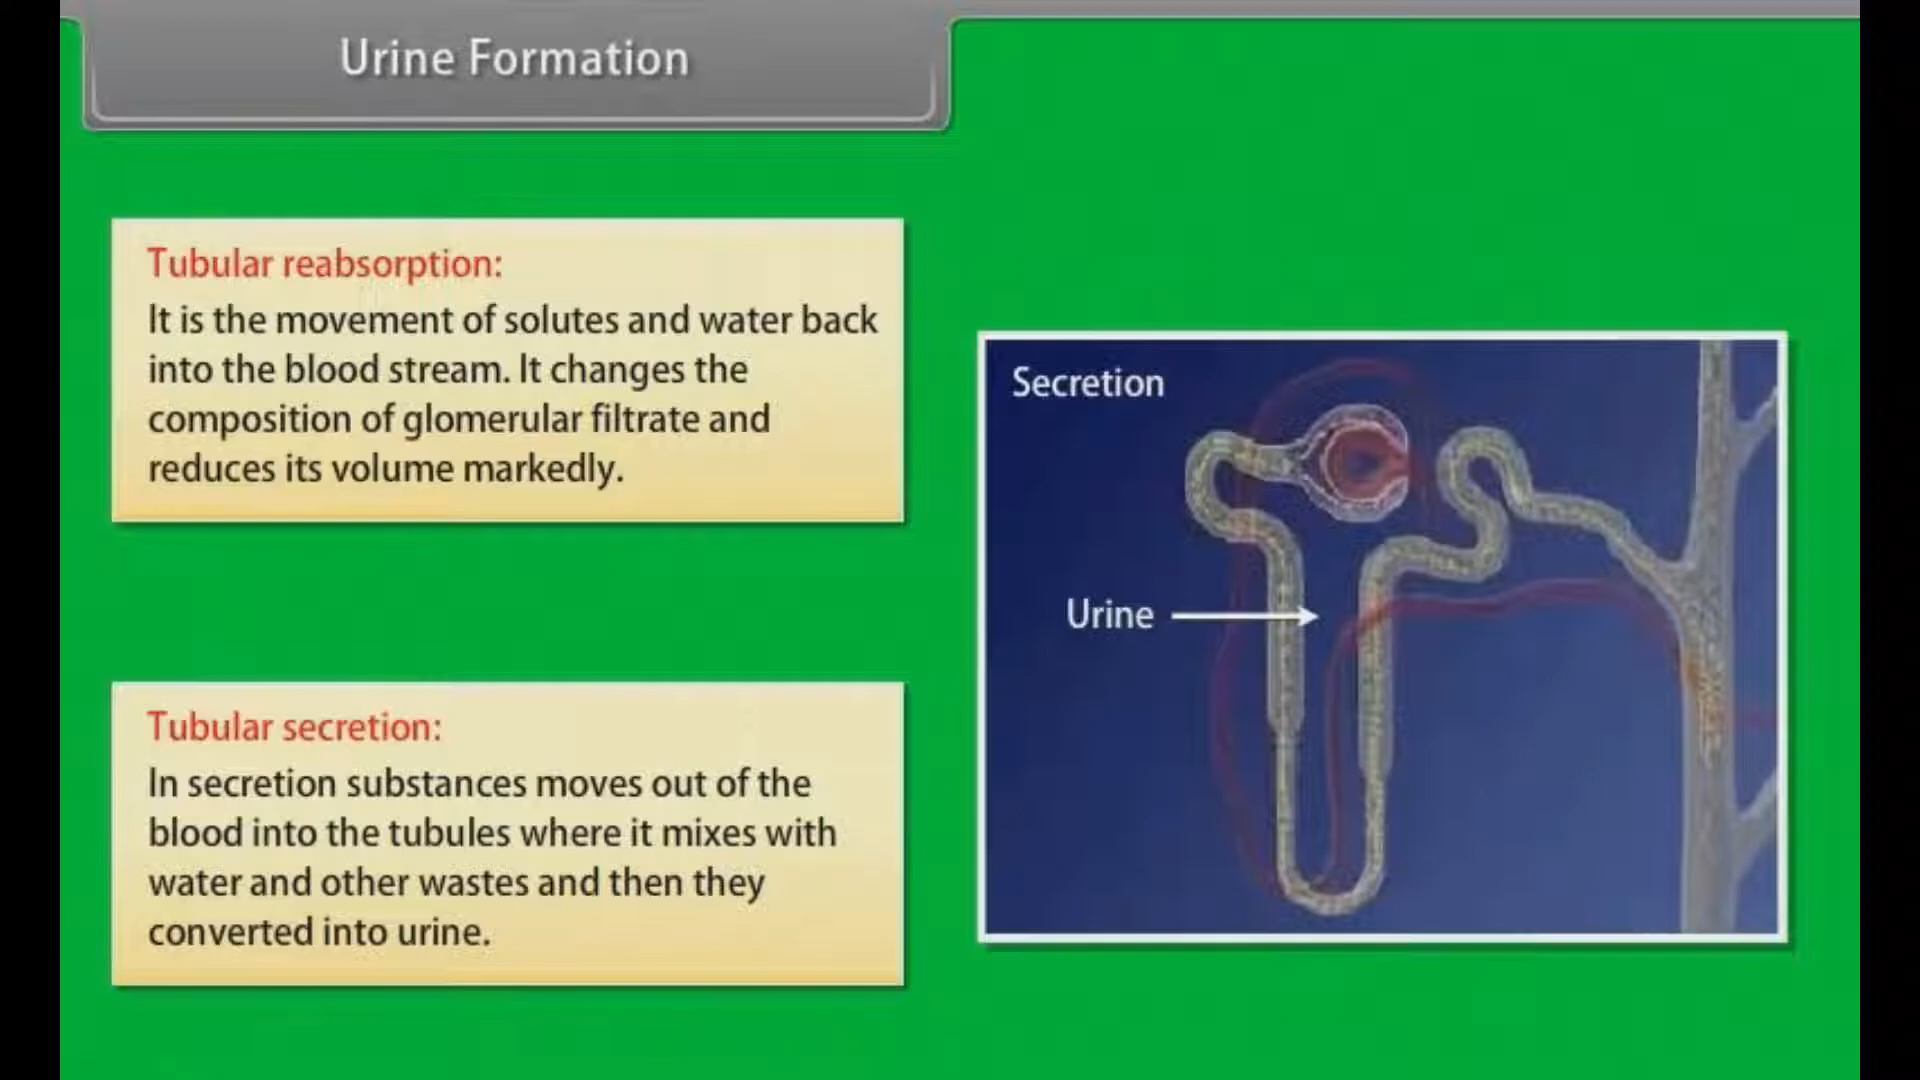 Urine Formation
Tubular reabsorption:
It is the movement of solutes and water back
into the blood stream. It changes the
composition of glomerular filtrate and
reduces its volume markedly.
Tubular secretion:
In secretion substances moves out of the
blood into the tubules where it mixes with
water and other wastes and then they
converted into urine.
Secretion
Urine